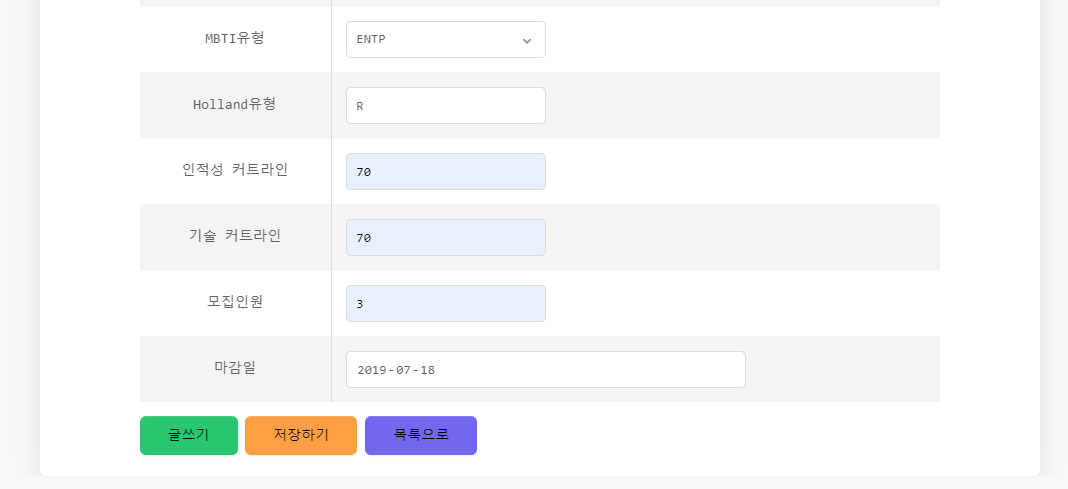 MBTI유형 ENTP
Holland유형 R
인적성 커트라인 70
기술 커트라인 70
모집인원 3
마감일 2019-07-18
글쓰기 저장하기 목록으로